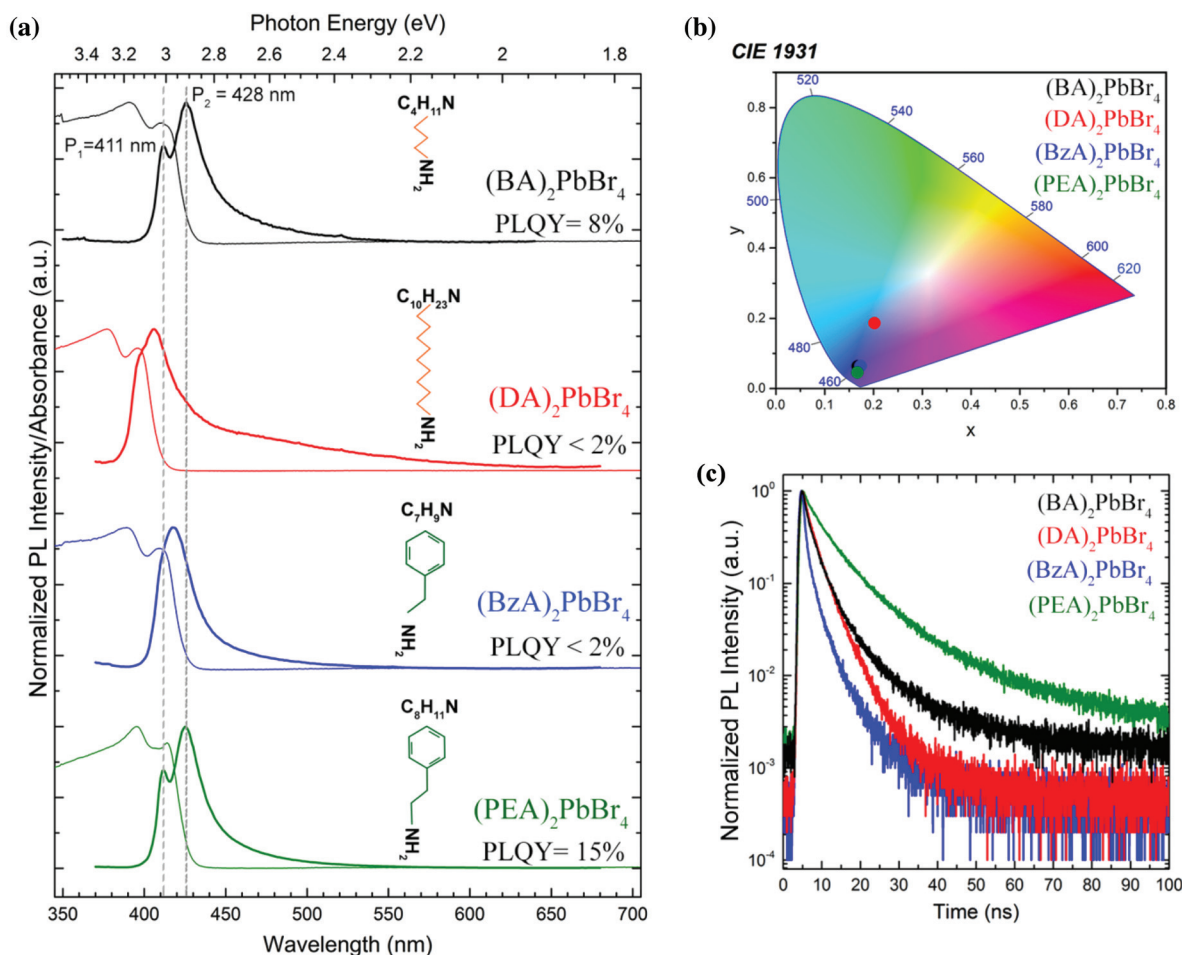 (a)
Photon Energy (eV)
3.4 3.2 3 2.8 2.6 2.4 2.2 2 1.8
P₁=411 nm
P₂ = 428 nm
C₄H₁₁N
NH₂
(BA)₂PbBr₄
PLQY= 8%
C₁₀H₂₃N
NH₂
(DA)₂PbBr₄
PLQY < 2%
C₇H₉N
NH₂
(BzA)₂PbBr₄
PLQY < 2%
C₈H₁₁N
NH₂
(PEA)₂PbBr₄
PLQY= 15%
Normalized PL Intensity/Absorbance (a.u.)
350 400 450 500 550 600 650 700
Wavelength (nm)
(b)
CIE 1931
(BA)₂PbBr₄
(DA)₂PbBr₄
(BzA)₂PbBr₄
(PEA)₂PbBr₄
520
540
560
580
600
620
500
480
460
y
0.8
0.6
0.4
0.2
0.0
0.0 0.1 0.2 0.3 0.4 0.5 0.6 0.7 0.8
x
(c)
(BA)₂PbBr₄
(DA)₂PbBr₄
(BzA)₂PbBr₄
(PEA)₂PbBr₄
Normalized PL Intensity (a.u.)
10⁰
10⁻¹
10⁻²
10⁻³
10⁻⁴
0 10 20 30 40 50 60 70 80 90 100
Time (ns)